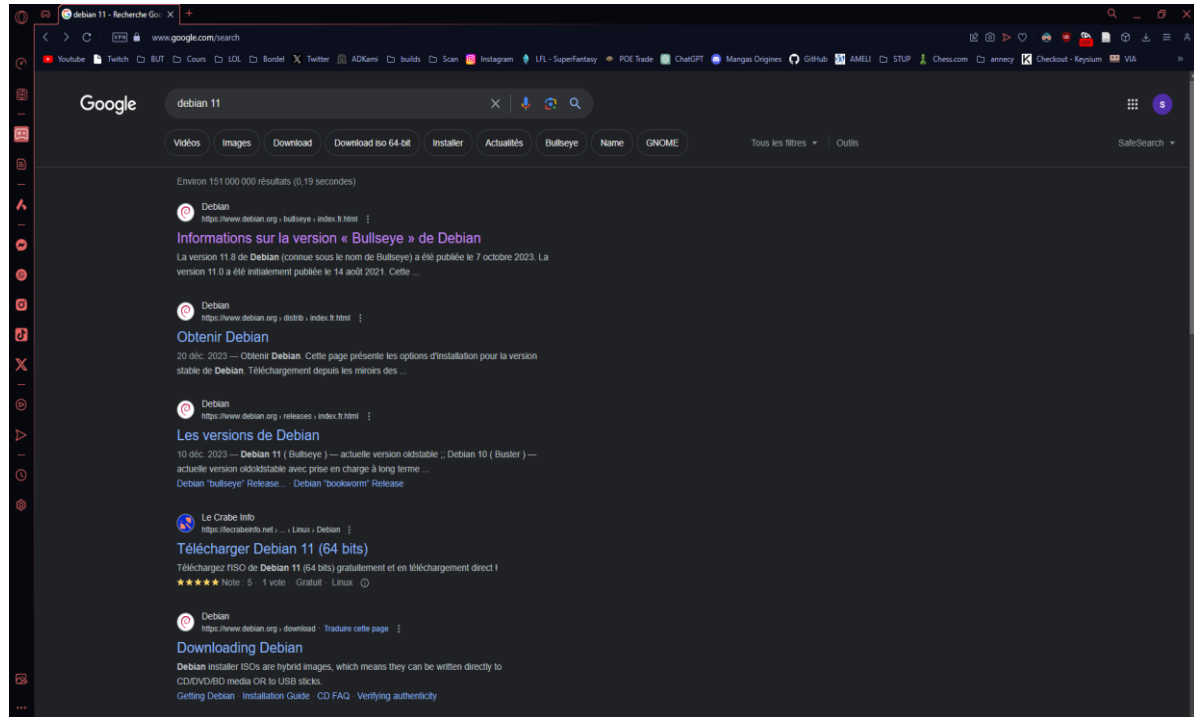 debian 11 - Recherche Goo
VPN www.google.com/search
Youtube Twitch BUT Cours LOL Bordel Twitter ADKami builds Scan Instagram LFL - SuperFantasy POE Trade ChatGPT Mangas Origines GitHub AMELI STUP Chess.com annecy Checkout - Keysium VIA »
Google debian 11 S
Vidéos Images Download Download iso 64-bit Installer Actualités Bullseye Name GNOME Tous les filtres Outils SafeSearch
Environ 151 000 000 résultats (0,19 secondes)
Debian
https://www.debian.org › bullseye › index.fr.html
Informations sur la version « Bullseye » de Debian
La version 11.8 de Debian (connue sous le nom de Bullseye) a été publiée le 7 octobre 2023. La
version 11.0 a été initialement publiée le 14 août 2021. Cette ...
Debian
https://www.debian.org › distrib › index.fr.html
Obtenir Debian
20 déc. 2023 — Obtenir Debian. Cette page présente les options d'installation pour la version
stable de Debian. Téléchargement depuis les miroirs des ...
Debian
https://www.debian.org › releases › index.fr.html
Les versions de Debian
10 déc. 2023 — Debian 11 ( Bullseye ) — actuelle version oldstable ;; Debian 10 ( Buster ) —
actuelle version oldoldstable avec prise en charge à long terme ...
Debian “bullseye” Release... · Debian “bookworm” Release
Le Crabe Info
https://lecrabeinfo.net › ... › Linux › Debian
Télécharger Debian 11 (64 bits)
Téléchargez l'ISO de Debian 11 (64 bits) gratuitement et en téléchargement direct !
★★★★★ Note : 5 · 1 vote · Gratuit · Linux
Debian
https://www.debian.org › download · Traduire cette page
Downloading Debian
Debian installer ISOs are hybrid images, which means they can be written directly to
CD/DVD/BD media OR to USB sticks.
Getting Debian · Installation Guide · CD FAQ · Verifying authenticity